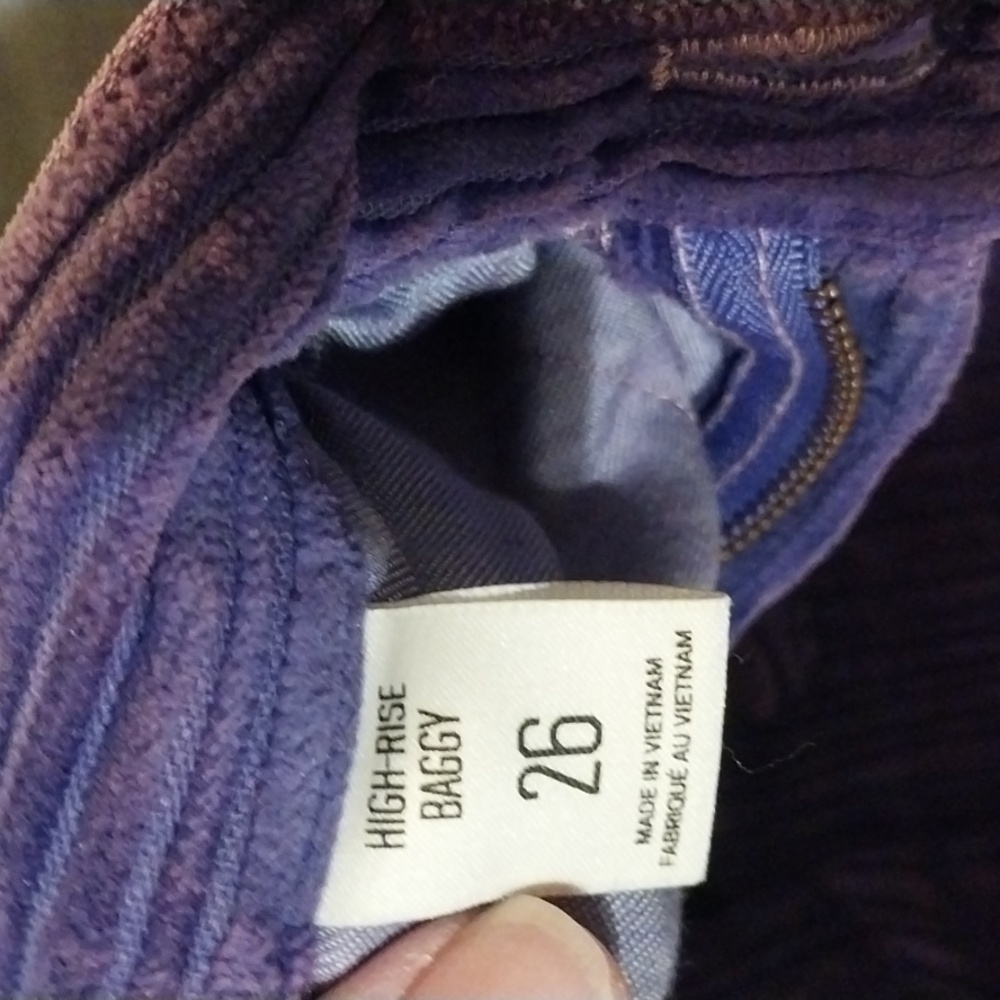 HIGH-RISE
BAGGY
26
MADE IN VIETNAM
FABRIQUÉ AU VIETNAM